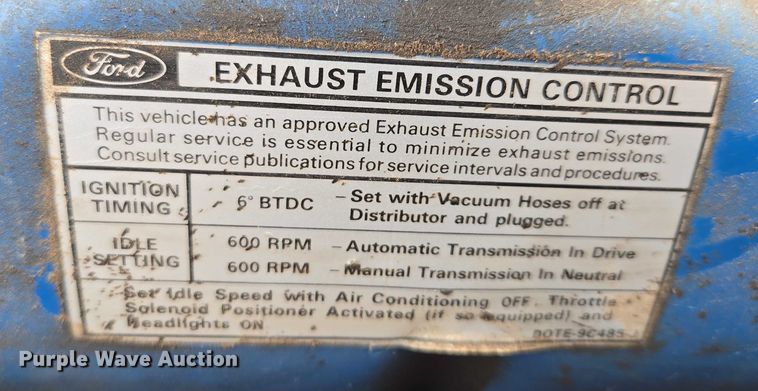 Ford
EXHAUST EMISSION CONTROL
This vehicle has an approved Exhaust Emission Control System.
Regular service is essential to minimize exhaust emissions.
Consult service publications for service intervals and procedures.
IGNITION TIMING
6° BTDC
- Set with Vacuum Hoses off at
Distributor and plugged.
IDLE SETTING
600 RPM - Automatic Transmission In Drive
600 RPM - Manual Transmission In Neutral
Set Idle Speed with Air Conditioning OFF. Throttle
Solenoid Positioner Activated (if so equipped) and
Headlights ON
DOTE-9C485-J
Purple Wave Auction